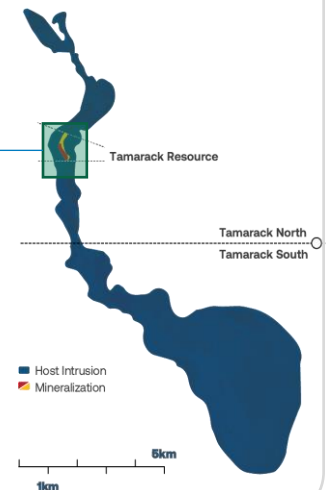 Tamarack Resource
Tamarack North
Tamarack South
Host Intrusion
Mineralization
5km
1km